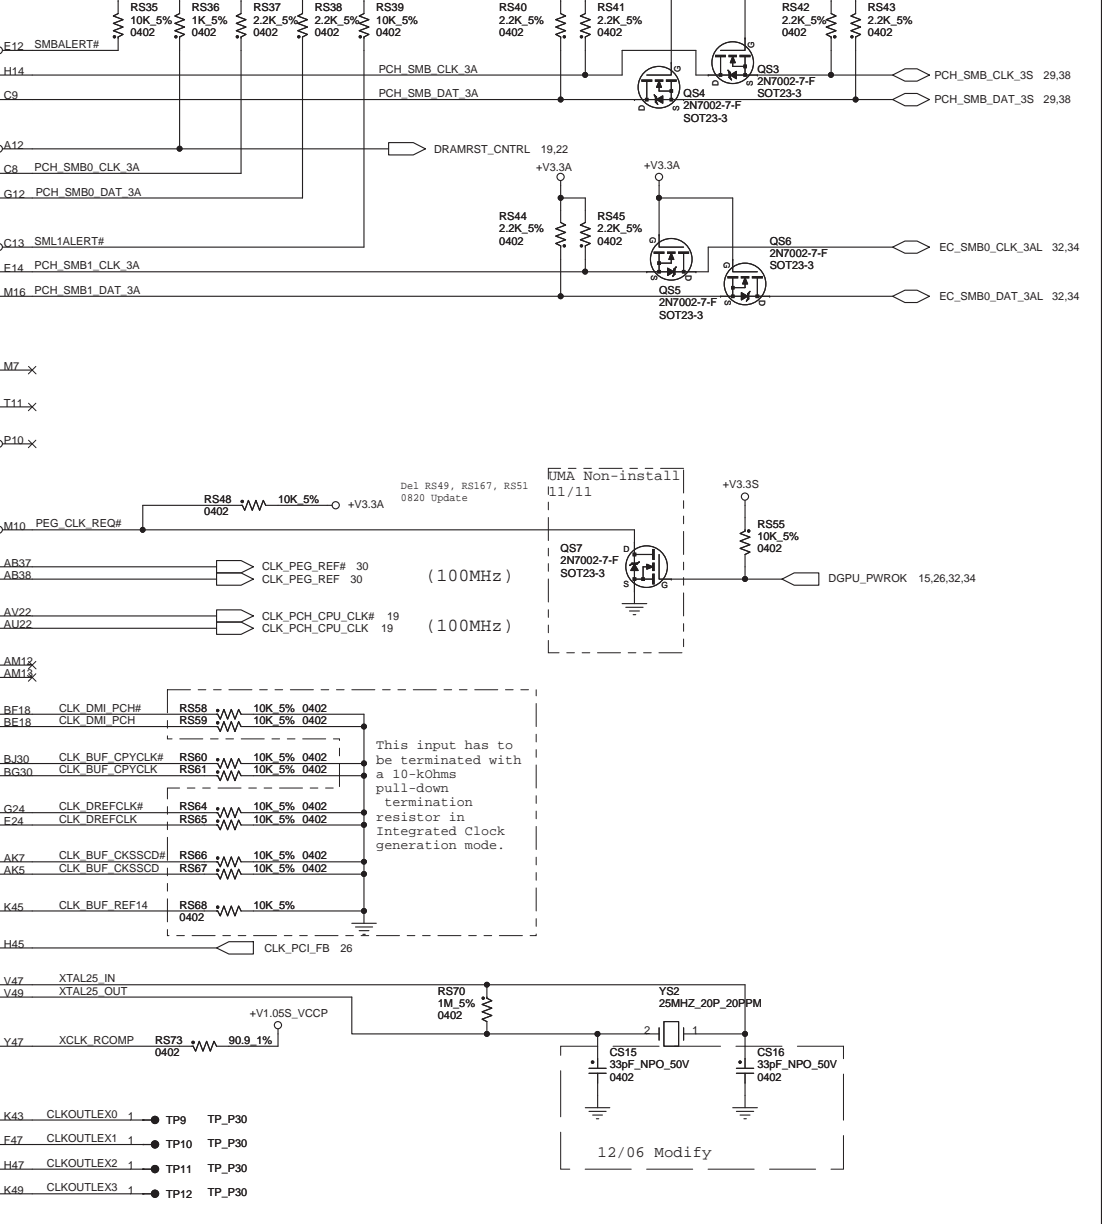 RS35 RS36 RS37 RS38 RS39 RS40 RS41 RS42 RS43
10K_5% 1K_5% 2.2K_5% 2.2K_5% 10K_5% 2.2K_5% 2.2K_5% 2.2K_5% 2.2K_5%
0402 0402 0402 0402 0402 0402 0402 0402 0402
E12 SMBALERT#
G
D S
QS3
2N7002-7-F
SOT23-3
H14 PCH_SMB_CLK_3A PCH_SMB_CLK_3S 29,38
G
D S
QS4
2N7002-7-F
SOT23-3
C9 PCH_SMB_DAT_3A PCH_SMB_DAT_3S 29,38
A12 DRAMRST_CNTRL 19,22
C8 PCH_SMB0_CLK_3A
G12 PCH_SMB0_DAT_3A
+V3.3A +V3.3A
RS44 RS45
2.2K_5% 2.2K_5%
0402 0402
C13 SML1ALERT#
G
S D
QS6
2N7002-7-F
SOT23-3
EC_SMB0_CLK_3AL 32,34
E14 PCH_SMB1_CLK_3A
G
S D
QS5
2N7002-7-F
SOT23-3
M16 PCH_SMB1_DAT_3A EC_SMB0_DAT_3AL 32,34
M7
T11
P10
UMA Non-install
11/11
Del RS49, RS167, RS51
0820 Update
RS48 10K_5% +V3.3A
0402
+V3.3S
RS55
10K_5%
0402
M10 PEG_CLK_REQ#
QS7
2N7002-7-F
SOT23-3
D
S G
DGPU_PWROK 15,26,32,34
AB37 CLK_PEG_REF# 30
AB38 CLK_PEG_REF 30
(100MHz)
AV22 CLK_PCH_CPU_CLK# 19
AU22 CLK_PCH_CPU_CLK 19
(100MHz)
AM12
AM13
BF18 CLK_DMI_PCH# RS58 10K_5% 0402
BE18 CLK_DMI_PCH RS59 10K_5% 0402
BJ30 CLK_BUF_CPYCLK# RS60 10K_5% 0402
BG30 CLK_BUF_CPYCLK RS61 10K_5% 0402
G24 CLK_DREFCLK# RS64 10K_5% 0402
E24 CLK_DREFCLK RS65 10K_5% 0402
AK7 CLK_BUF_CKSSCD# RS66 10K_5% 0402
AK5 CLK_BUF_CKSSCD RS67 10K_5% 0402
K45 CLK_BUF_REF14 RS68 10K_5%
0402
This input has to
be terminated with
a 10-kOhms
pull-down
termination
resistor in
Integrated Clock
generation mode.
H45 CLK_PCI_FB 26
V47 XTAL25_IN
V49 XTAL25_OUT
RS70
1M_5%
0402
YS2
25MHZ_20P_20PPM
2 1
+V1.05S_VCCP
Y47 XCLK_RCOMP RS73 90.9_1%
0402
CS15 CS16
33pF_NPO_50V 33pF_NPO_50V
0402 0402
12/06 Modify
K43 CLKOUTLEX0 1 TP9 TP_P30
F47 CLKOUTLEX1 1 TP10 TP_P30
H47 CLKOUTLEX2 1 TP11 TP_P30
K49 CLKOUTLEX3 1 TP12 TP_P30